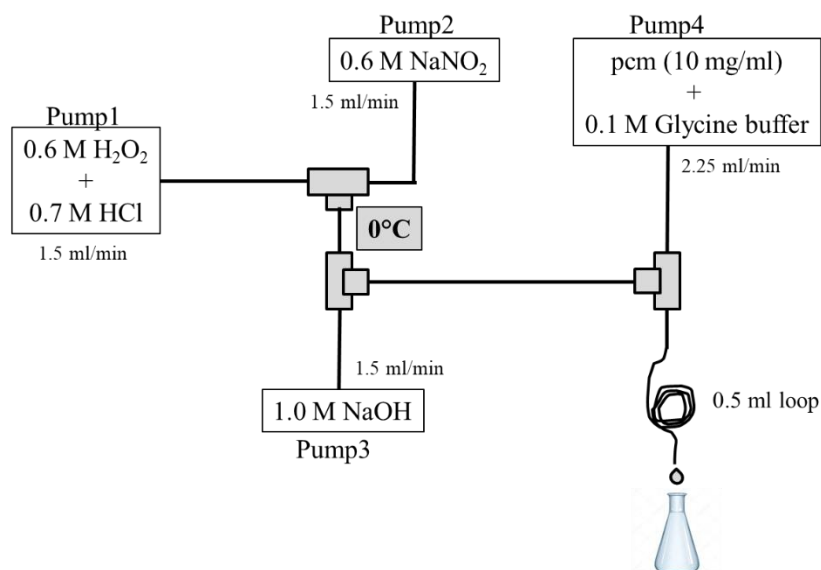 Pump2
0.6 M NaNO₂
1.5 ml/min
Pump4
pcm (10 mg/ml)
+
0.1 M Glycine buffer
2.25 ml/min
Pump1
0.6 M H₂O₂
+
0.7 M HCl
1.5 ml/min
0°C
1.5 ml/min
1.0 M NaOH
Pump3
0.5 ml loop